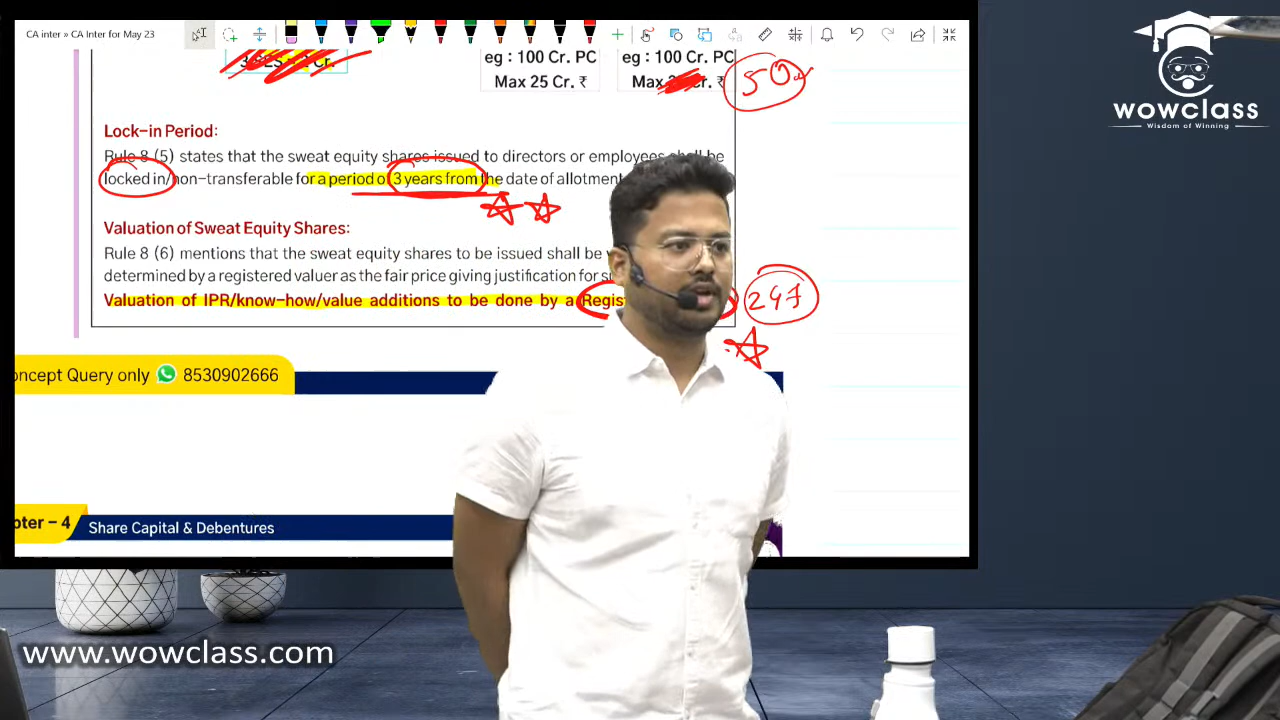 CA inter » CA Inter for May 23
eg : 100 Cr. PC
Max 25 Cr. ₹
eg : 100 Cr. PC
Max Cr. ₹
50
Lock-in Period:
Rule 8 (5) states that the sweat equity shares issued to directors or employees shall be
locked in/non-transferable for a period of 3 years from the date of allotment
Valuation of Sweat Equity Shares:
Rule 8 (6) mentions that the sweat equity shares to be issued shall be
determined by a registered valuer as the fair price giving justification for
Valuation of IPR/know-how/value additions to be done by a Regis
247
oncept Query only 8530902666
pter – 4 Share Capital & Debentures
wowclass
Wisdom of Winning
www.wowclass.com